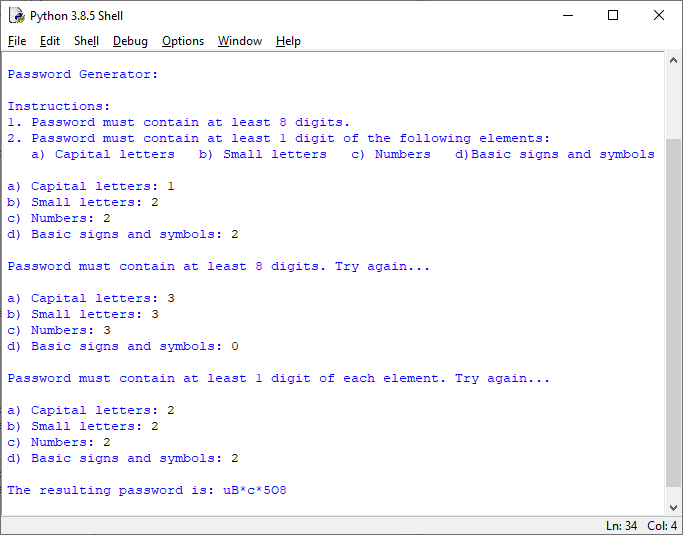 Python 3.8.5 Shell
File Edit Shell Debug Options Window Help
Password Generator:
Instructions:
1. Password must contain at least 8 digits.
2. Password must contain at least 1 digit of the following elements:
a) Capital letters b) Small letters c) Numbers d)Basic signs and symbols
a) Capital letters: 1
b) Small letters: 2
c) Numbers: 2
d) Basic signs and symbols: 2
Password must contain at least 8 digits. Try again...
a) Capital letters: 3
b) Small letters: 3
c) Numbers: 3
d) Basic signs and symbols: 0
Password must contain at least 1 digit of each element. Try again...
a) Capital letters: 2
b) Small letters: 2
c) Numbers: 2
d) Basic signs and symbols: 2
The resulting password is: uB*c*5O8
Ln: 34 Col: 4